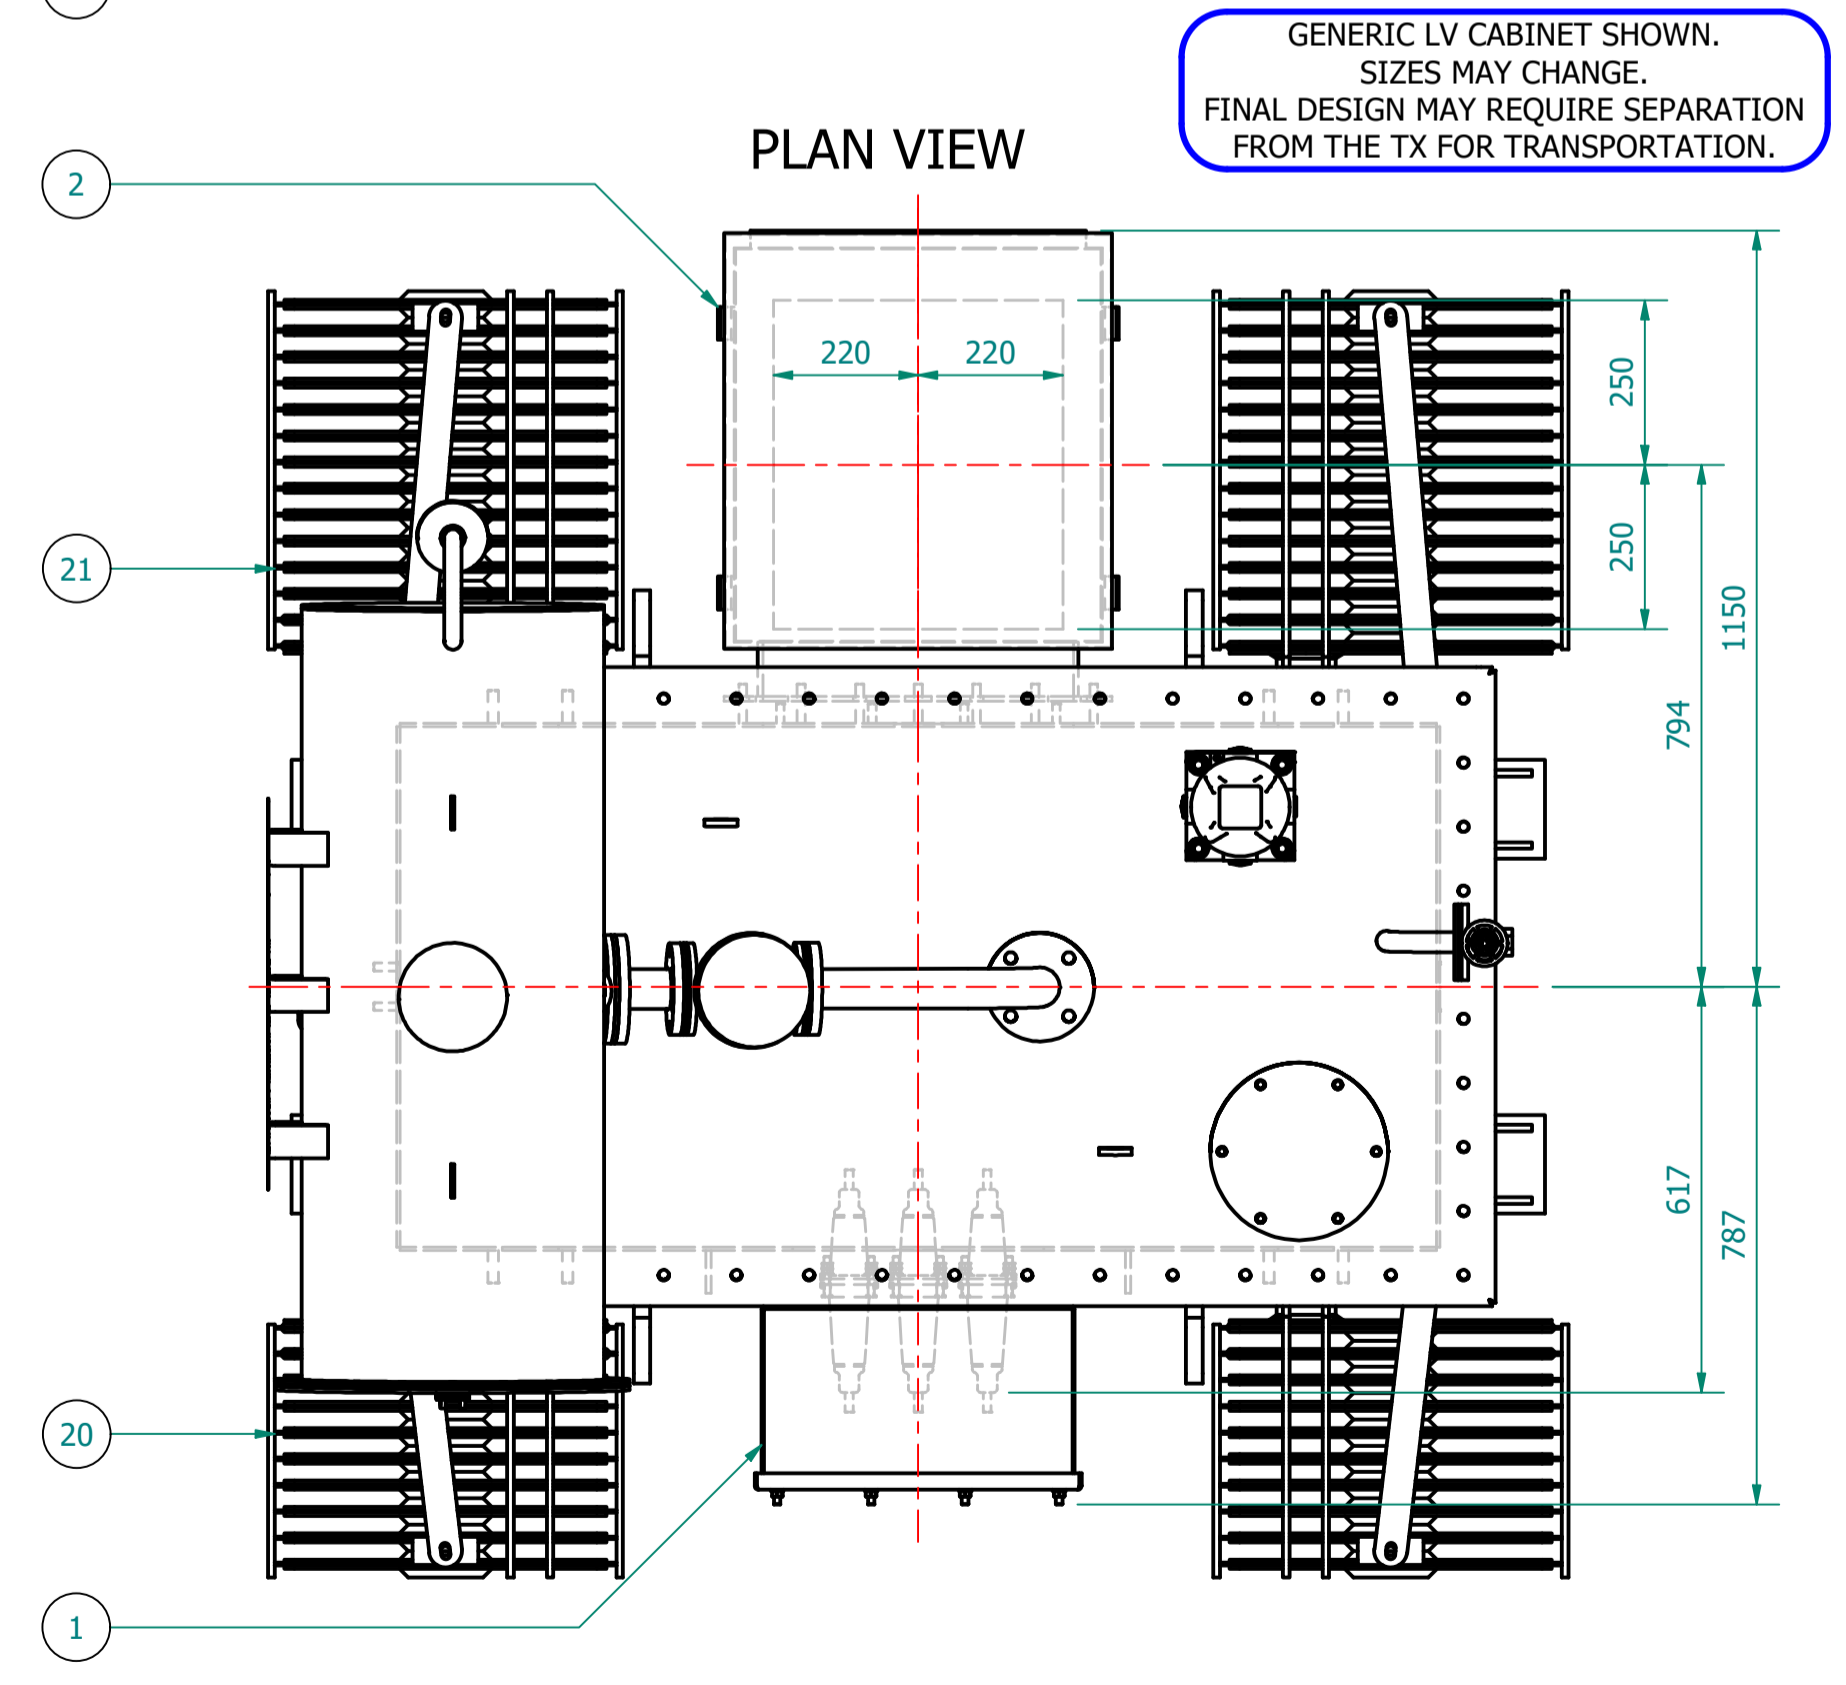 GENERIC LV CABINET SHOWN.
SIZES MAY CHANGE.
FINAL DESIGN MAY REQUIRE SEPARATION
FROM THE TX FOR TRANSPORTATION.
PLAN VIEW
2
220
220
250
21
250
1150
794
617
787
20
1